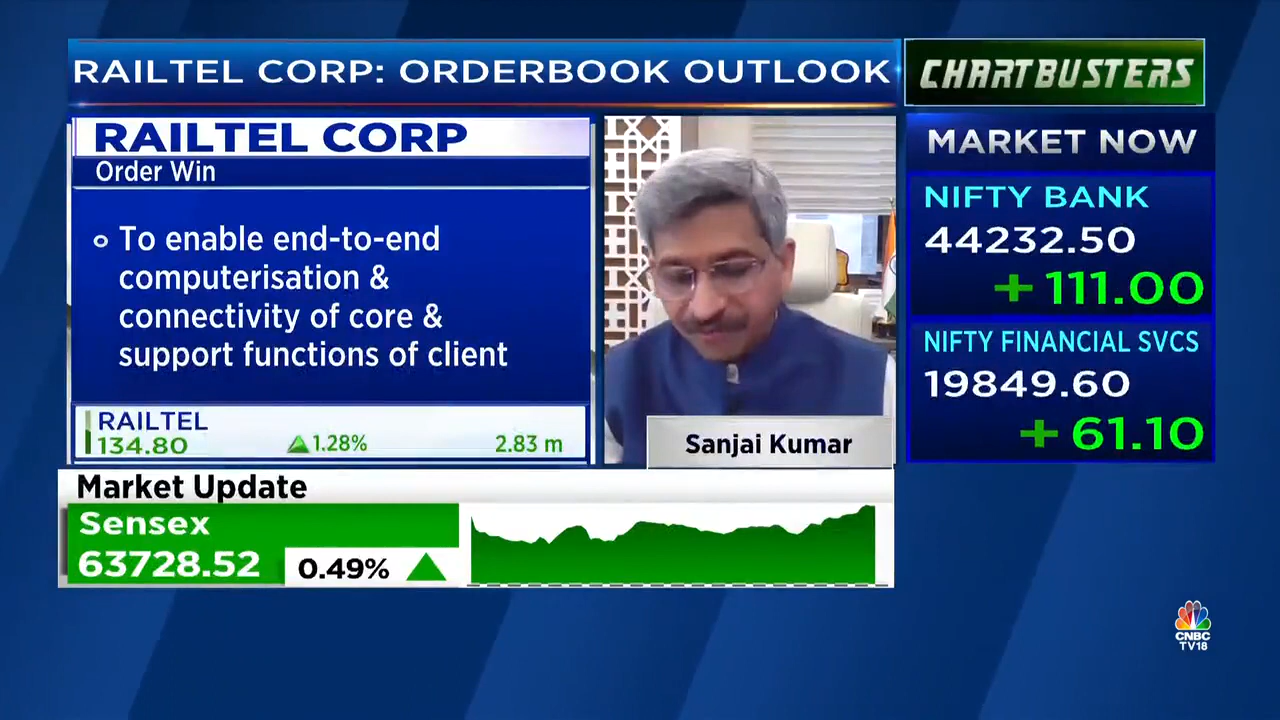 RAILTEL CORP: ORDERBOOK OUTLOOK
CHARTBUSTERS
RAILTEL CORP
Order Win
To enable end-to-end
computerisation &
connectivity of core &
support functions of client
RAILTEL
134.80 1.28% 2.83 m
Sanjai Kumar
MARKET NOW
NIFTY BANK
44232.50
+ 111.00
NIFTY FINANCIAL SVCS
19849.60
+ 61.10
Market Update
Sensex
63728.52 0.49%
CNBC
TV18